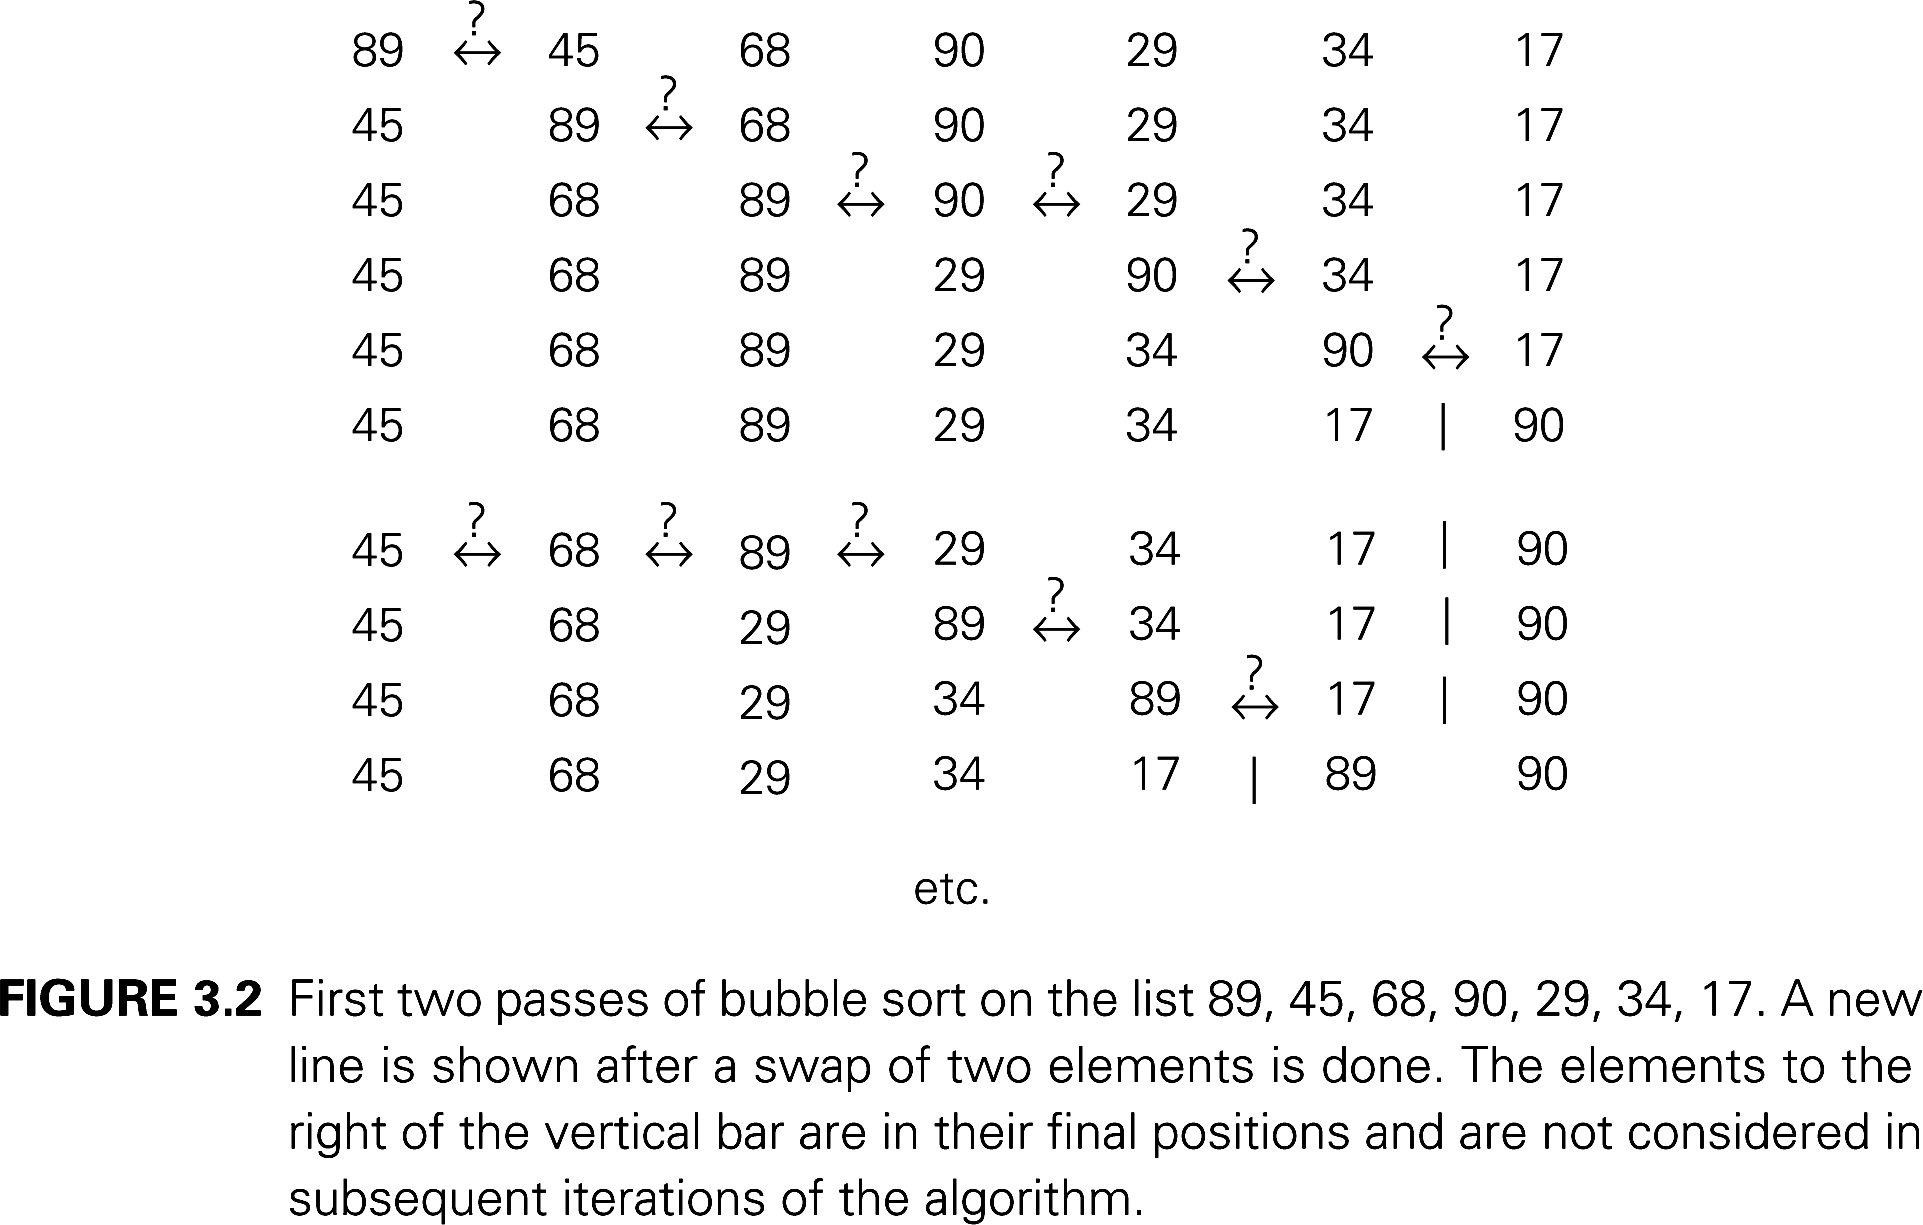 89 ?↔ 45 68 90 29 34 17
45 89 ?↔ 68 90 29 34 17
45 68 89 ?↔ 90 ?↔ 29 34 17
45 68 89 29 90 ?↔ 34 17
45 68 89 29 34 90 ?↔ 17
45 68 89 29 34 17 | 90
45 ?↔ 68 ?↔ 89 ?↔ 29 34 17 | 90
45 68 29 89 ?↔ 34 17 | 90
45 68 29 34 89 ?↔ 17 | 90
45 68 29 34 17 | 89 90
etc.
FIGURE 3.2 First two passes of bubble sort on the list 89, 45, 68, 90, 29, 34, 17. A new
line is shown after a swap of two elements is done. The elements to the
right of the vertical bar are in their final positions and are not considered in
subsequent iterations of the algorithm.